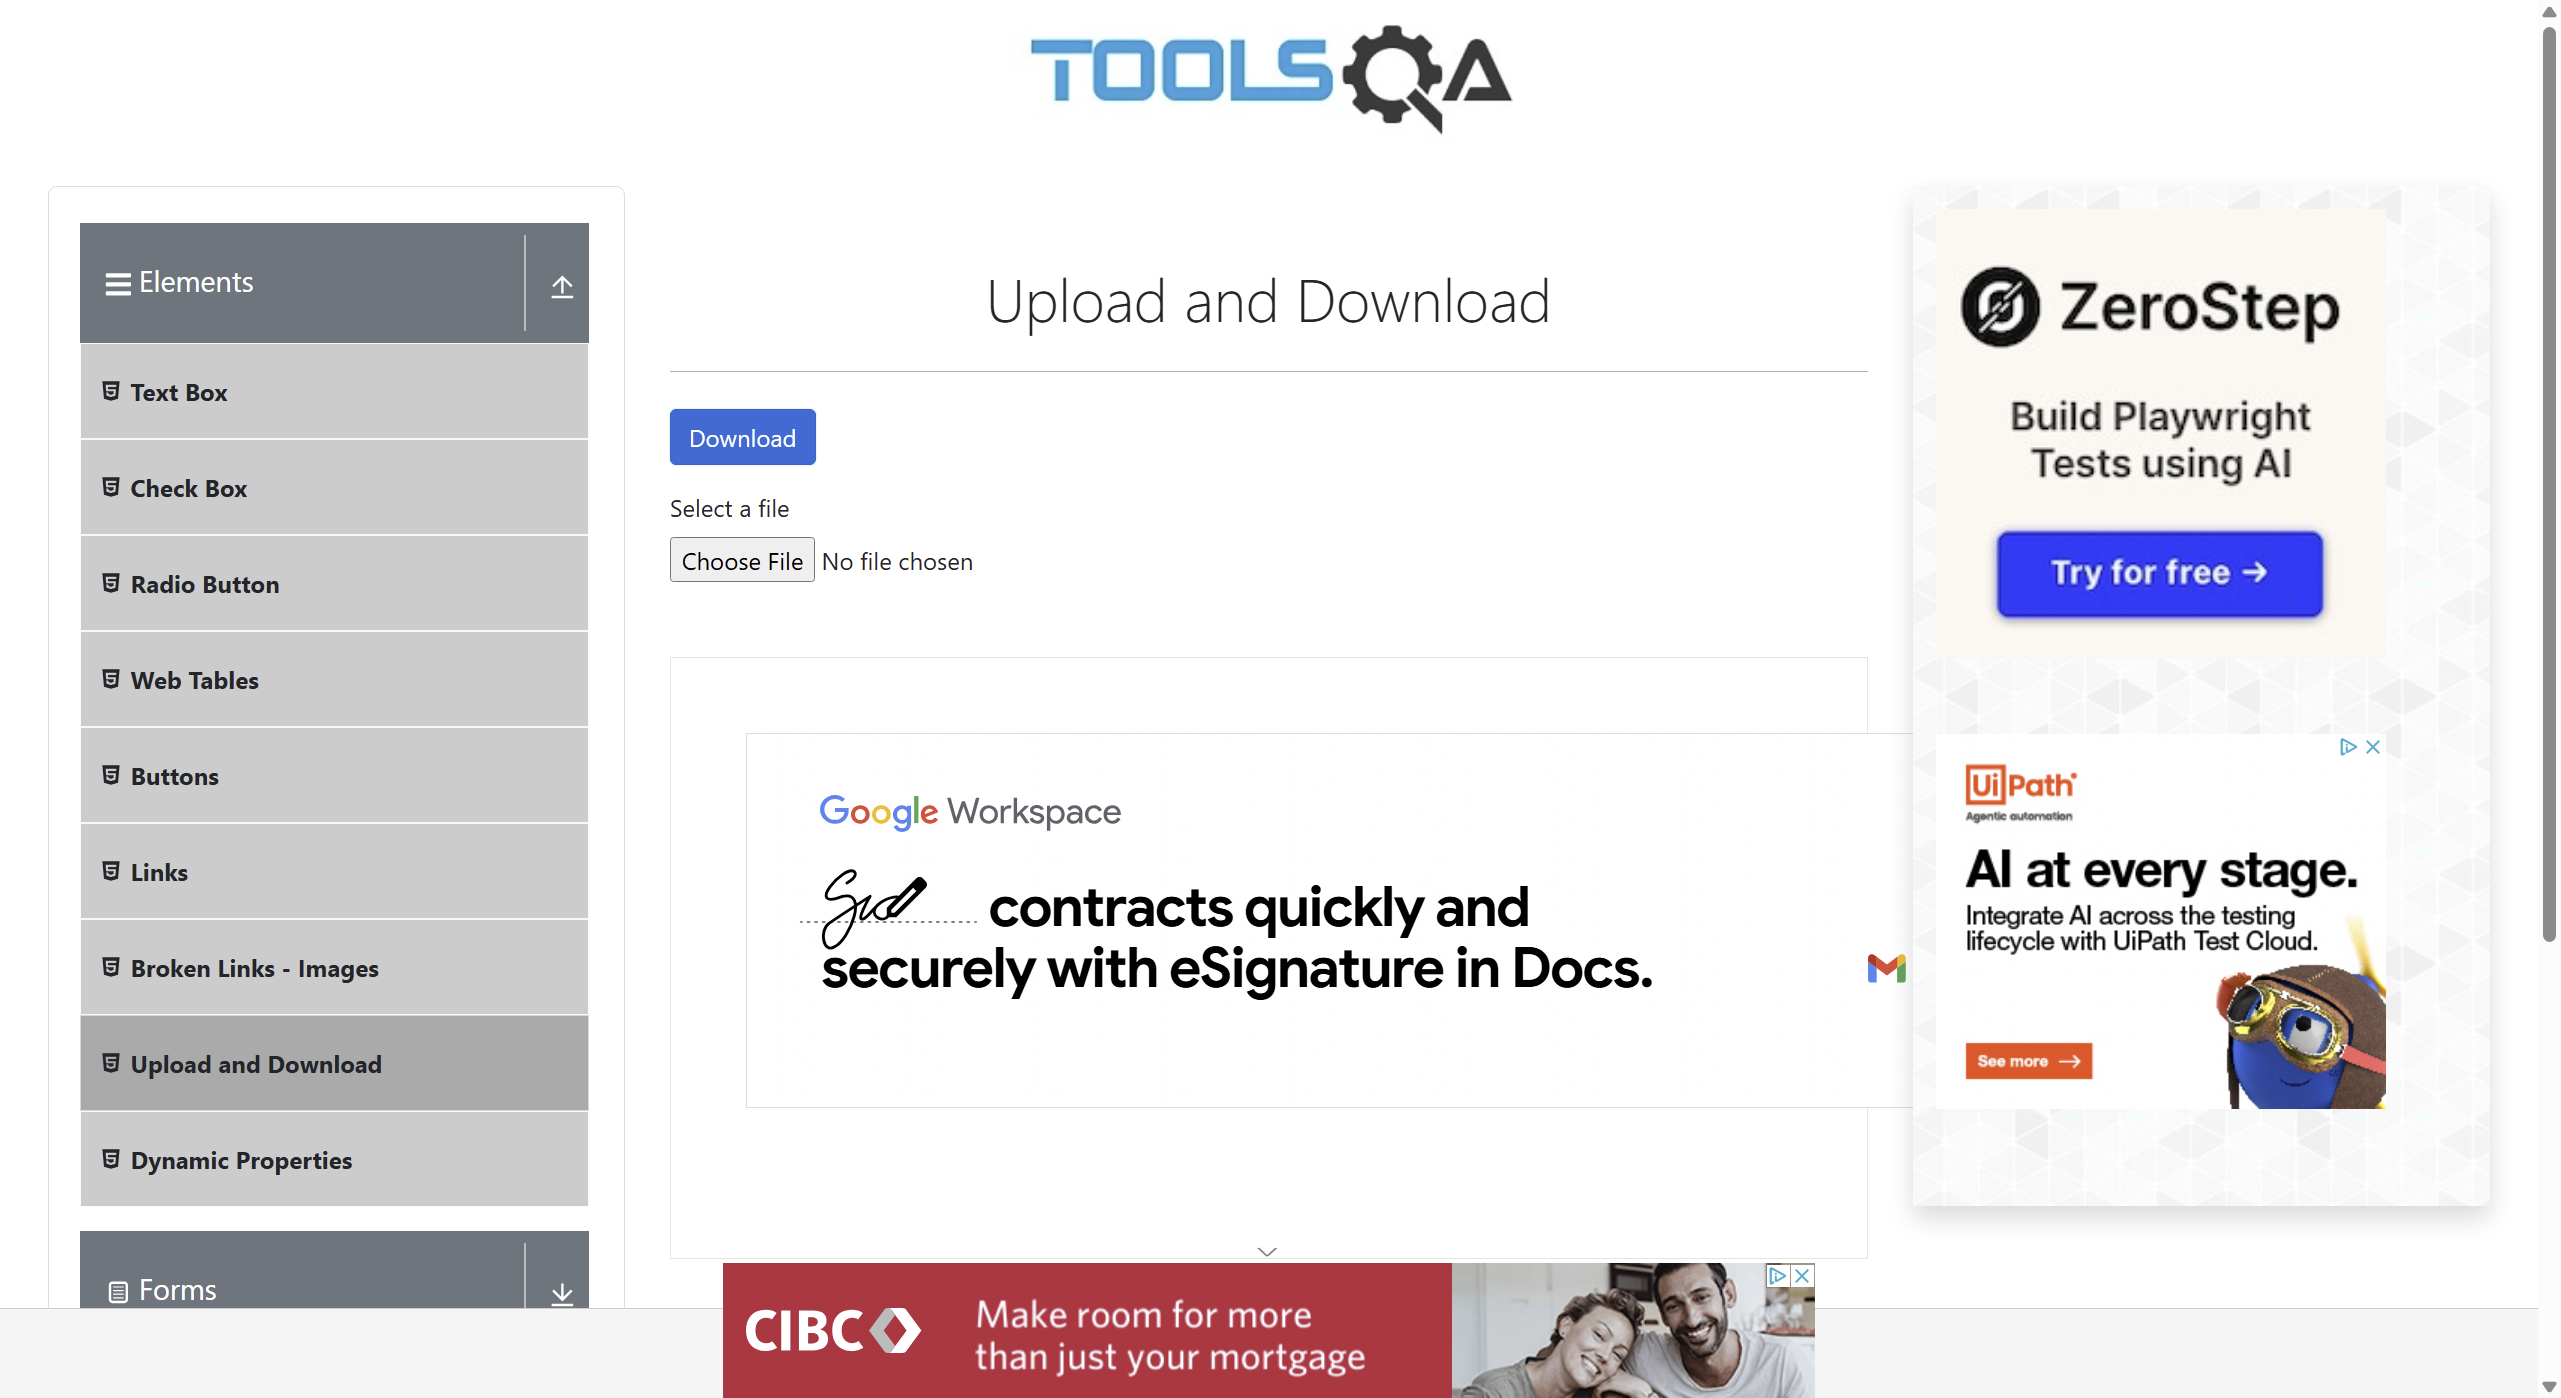 TOOLSQA
Elements
Text Box
Check Box
Radio Button
Web Tables
Buttons
Links
Broken Links - Images
Upload and Download
Dynamic Properties
Forms
Upload and Download
Download
Select a file
Choose File No file chosen
Google Workspace
Sign contracts quickly and
securely with eSignature in Docs.
ZeroStep
Build Playwright
Tests using AI
Try for free →
UiPath
Agentic automation
AI at every stage.
Integrate AI across the testing
lifecycle with UiPath Test Cloud.
See more →
CIBC
Make room for more
than just your mortgage